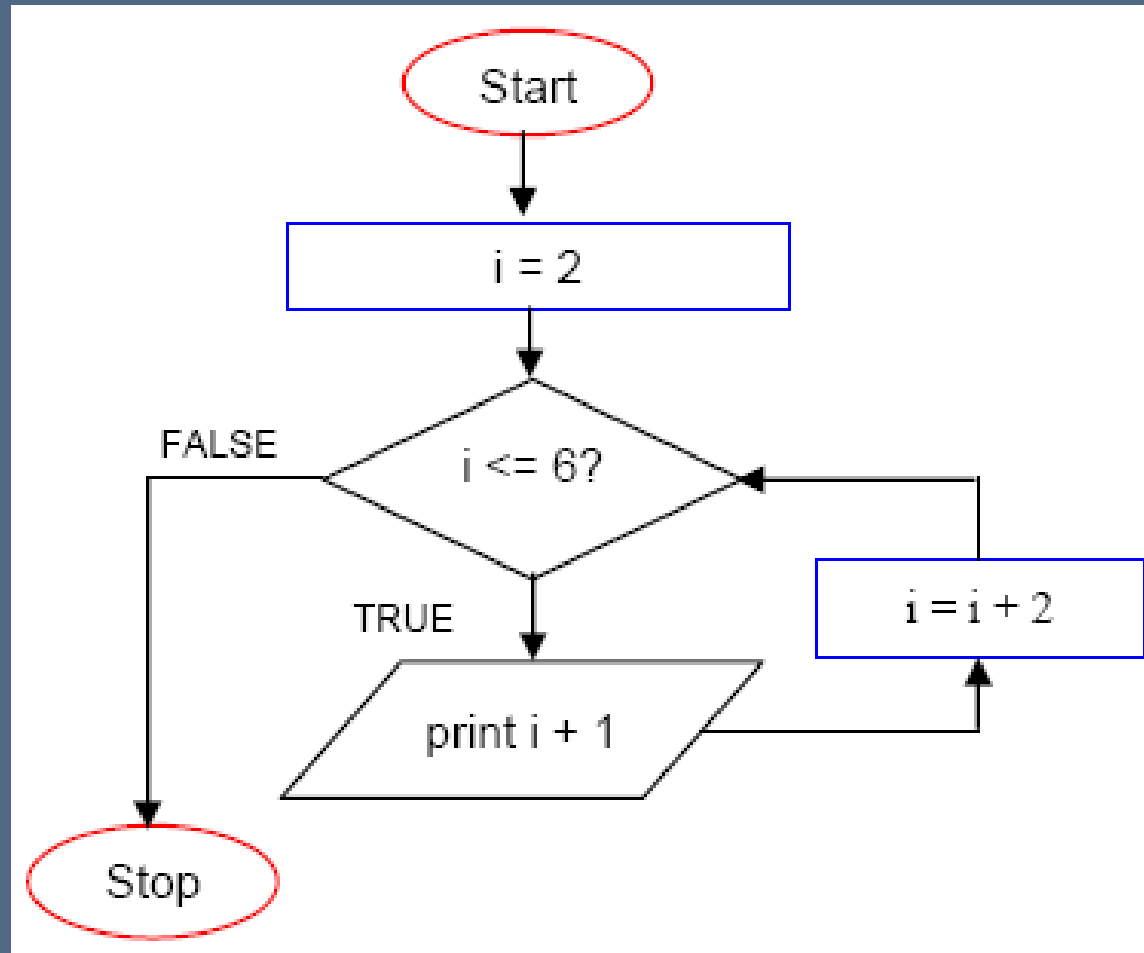 Start
i = 2
i <= 6?
FALSE
TRUE
i = i + 2
print i + 1
Stop